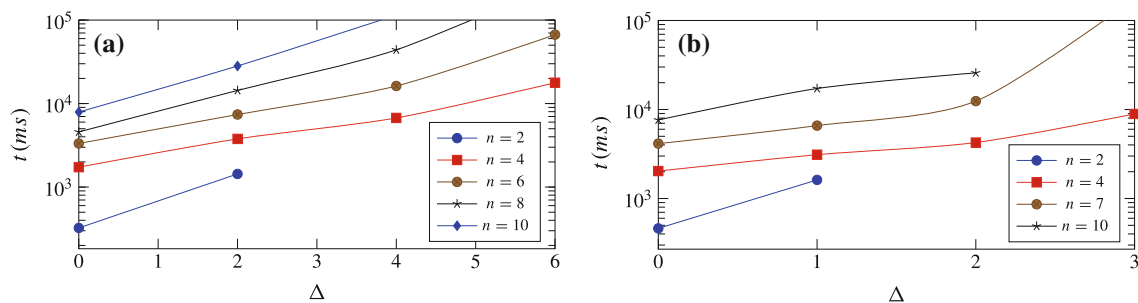 (a)
t (ms)
10^5
10^4
10^3
0 1 2 3 4 5 6
Δ
n = 2
n = 4
n = 6
n = 8
n = 10
(b)
t (ms)
10^5
10^4
10^3
0 1 2 3
Δ
n = 2
n = 4
n = 7
n = 10